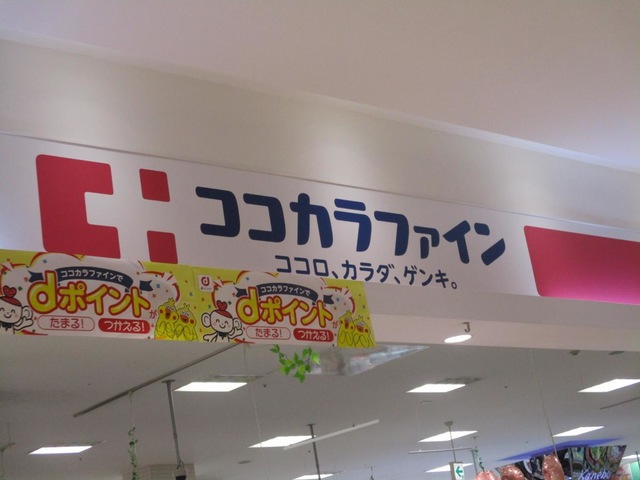 ココカラファイン
ココロ、カラダ、ゲンキ。
ココカラファインで
dポイントが
たまる!
つかえる!
ココカラファインで
dポイントが
たまる!
つかえる!
Kanebo